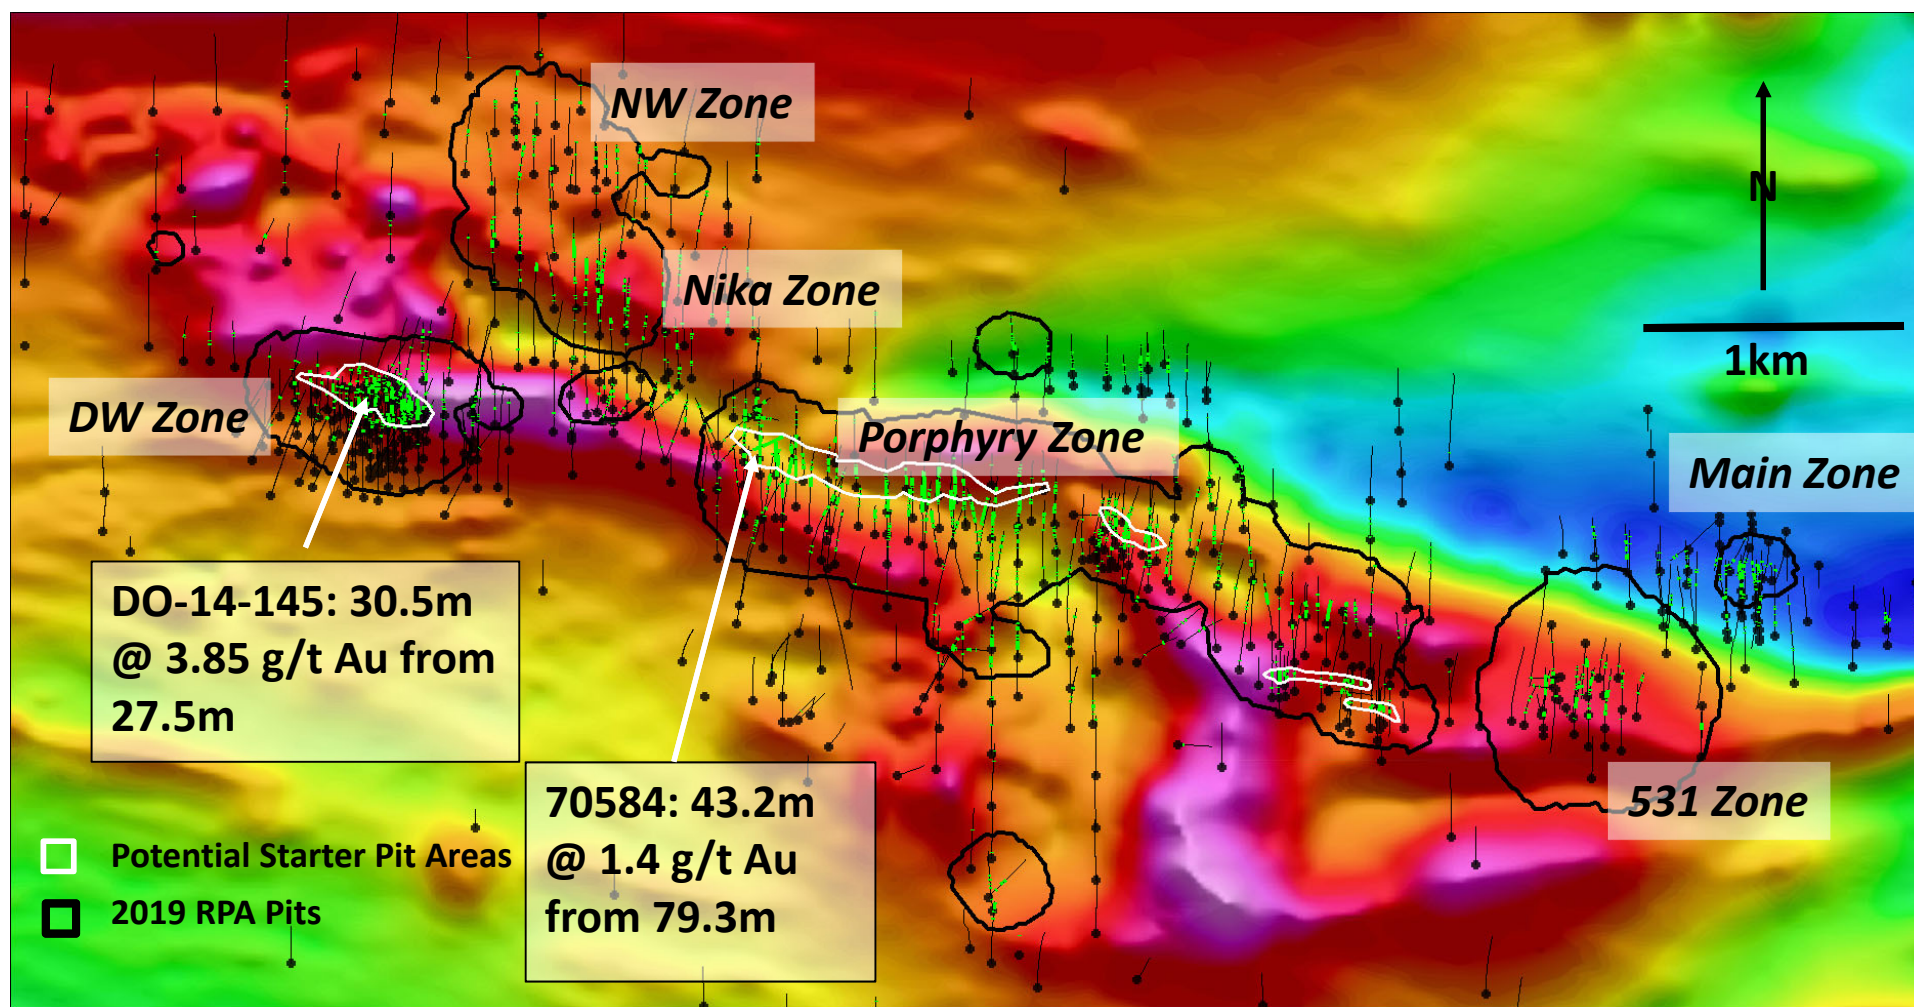 NW Zone
N
Nika Zone
1km
DW Zone
Porphyry Zone
Main Zone
DO-14-145: 30.5m
@ 3.85 g/t Au from
27.5m
70584: 43.2m
@ 1.4 g/t Au
from 79.3m
531 Zone
Potential Starter Pit Areas
2019 RPA Pits